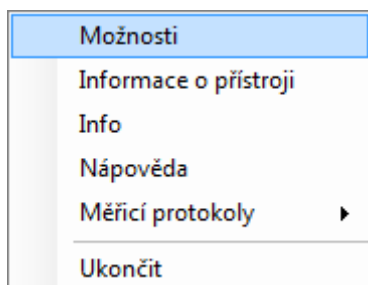 Možnosti
Informace o přístroji
Info
Nápověda
Měřicí protokoly
Ukončit